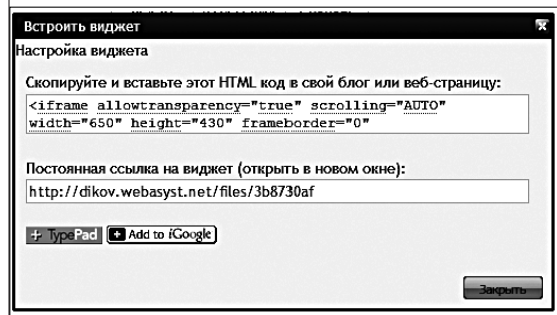 Встроить виджет
Настройка виджета
Скопируйте и вставьте этот HTML код в свой блог или веб-страницу:
<iframe allowtransparency="true" scrolling="AUTO"
width="650" height="430" frameborder="0"
Постоянная ссылка на виджет (открыть в новом окне):
http://dikov.webasyst.net/files/3b8730af
+ TypePad + Add to iGoogle
Закрыть